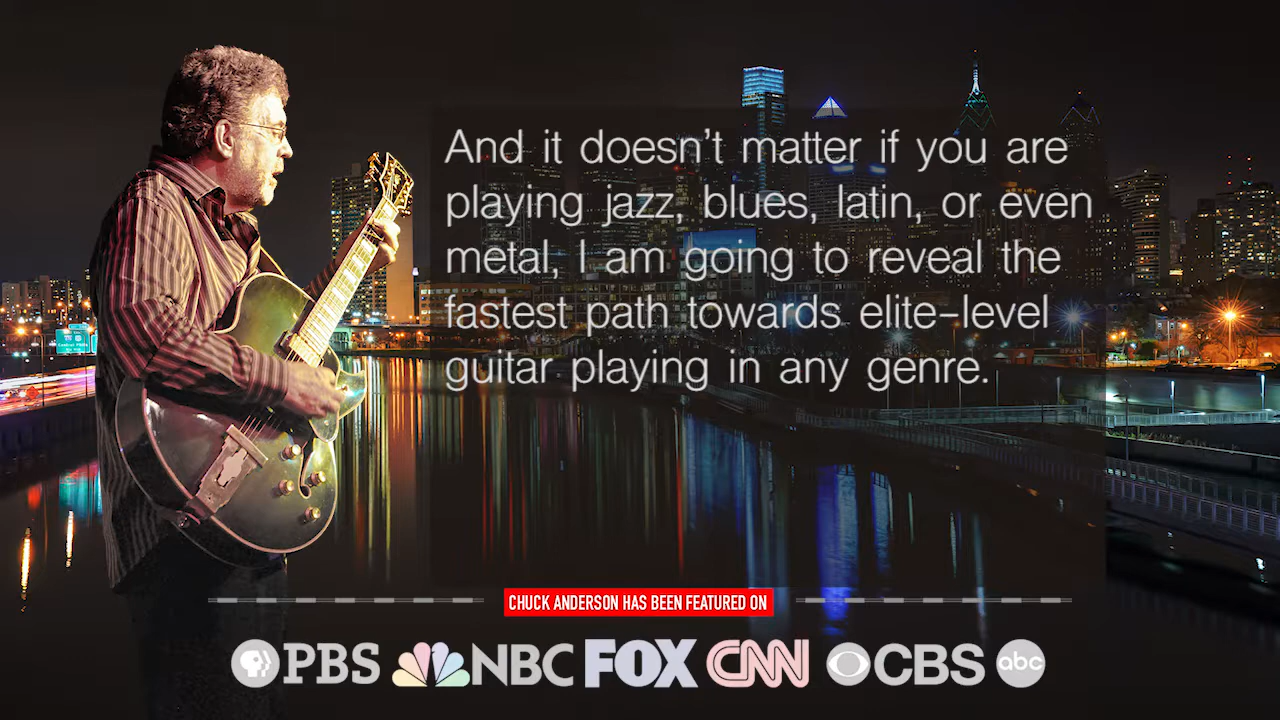 And it doesn’t matter if you are
playing jazz, blues, latin, or even
metal, I am going to reveal the
fastest path towards elite-level
guitar playing in any genre.
CHUCK ANDERSON HAS BEEN FEATURED ON
PBS NBC FOX CNN CBS abc